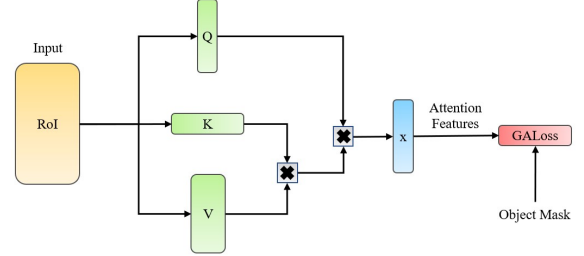 Input
RoI
Q
K
V
x
Attention
Features
GALoss
Object Mask